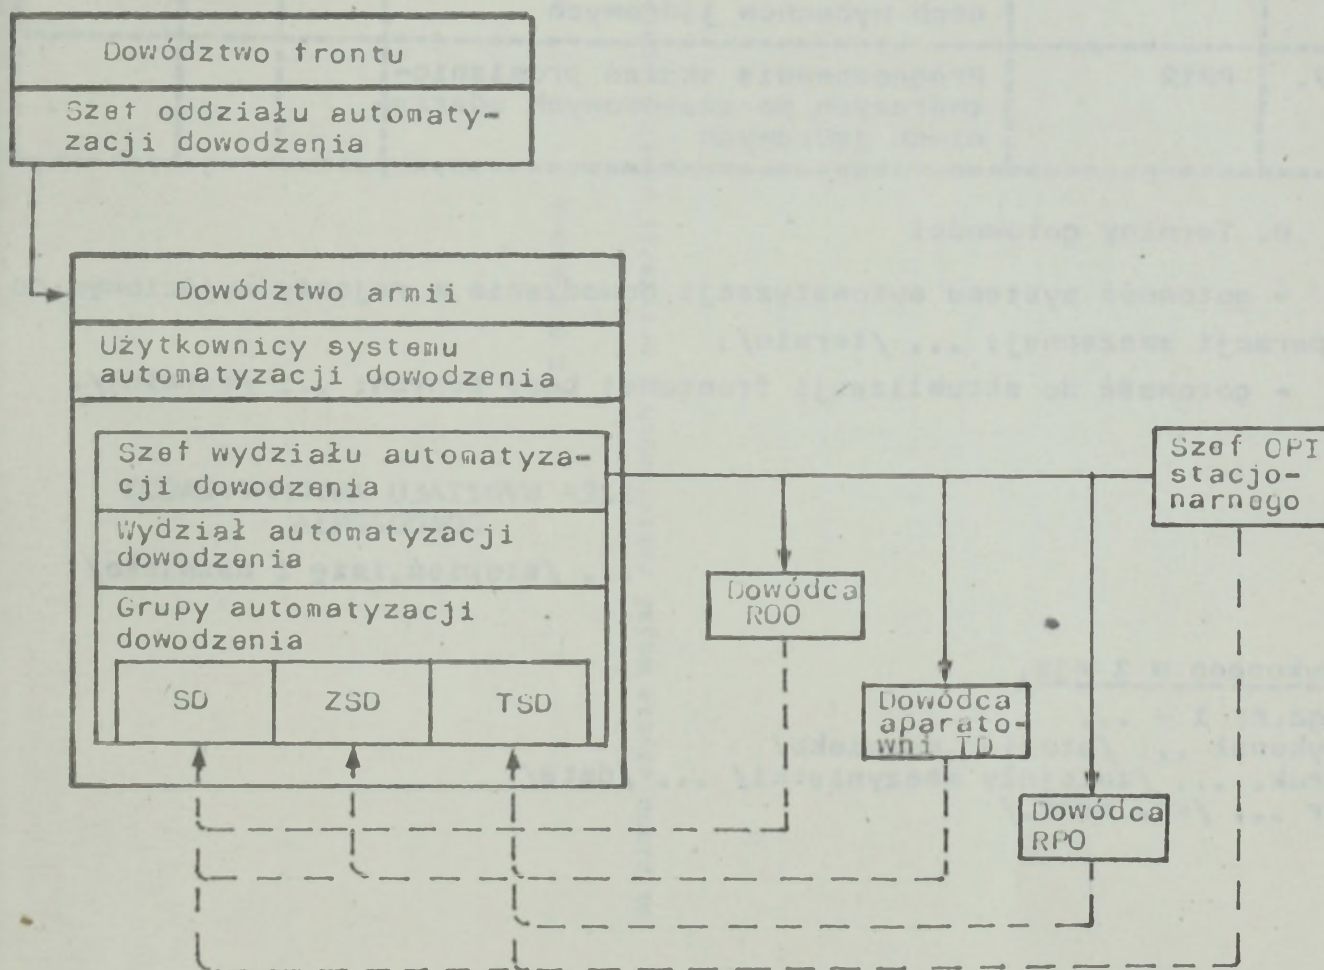 Dowództwo frontu
Szef oddziału automaty-
zacji dowodzenia
Dowództwo armii
Użytkownicy systemu
automatyzacji dowodzenia
Szef wydziału automatyza-
cji dowodzenia
Wydział automatyzacji
dowodzenia
Grupy automatyzacji
dowodzenia
SD
ZSD
TSD
Szef OPI
stacjo-
narnego
Dowódca
ROO
Dowódca
aparato-
wni TD
Dowódca
RPO